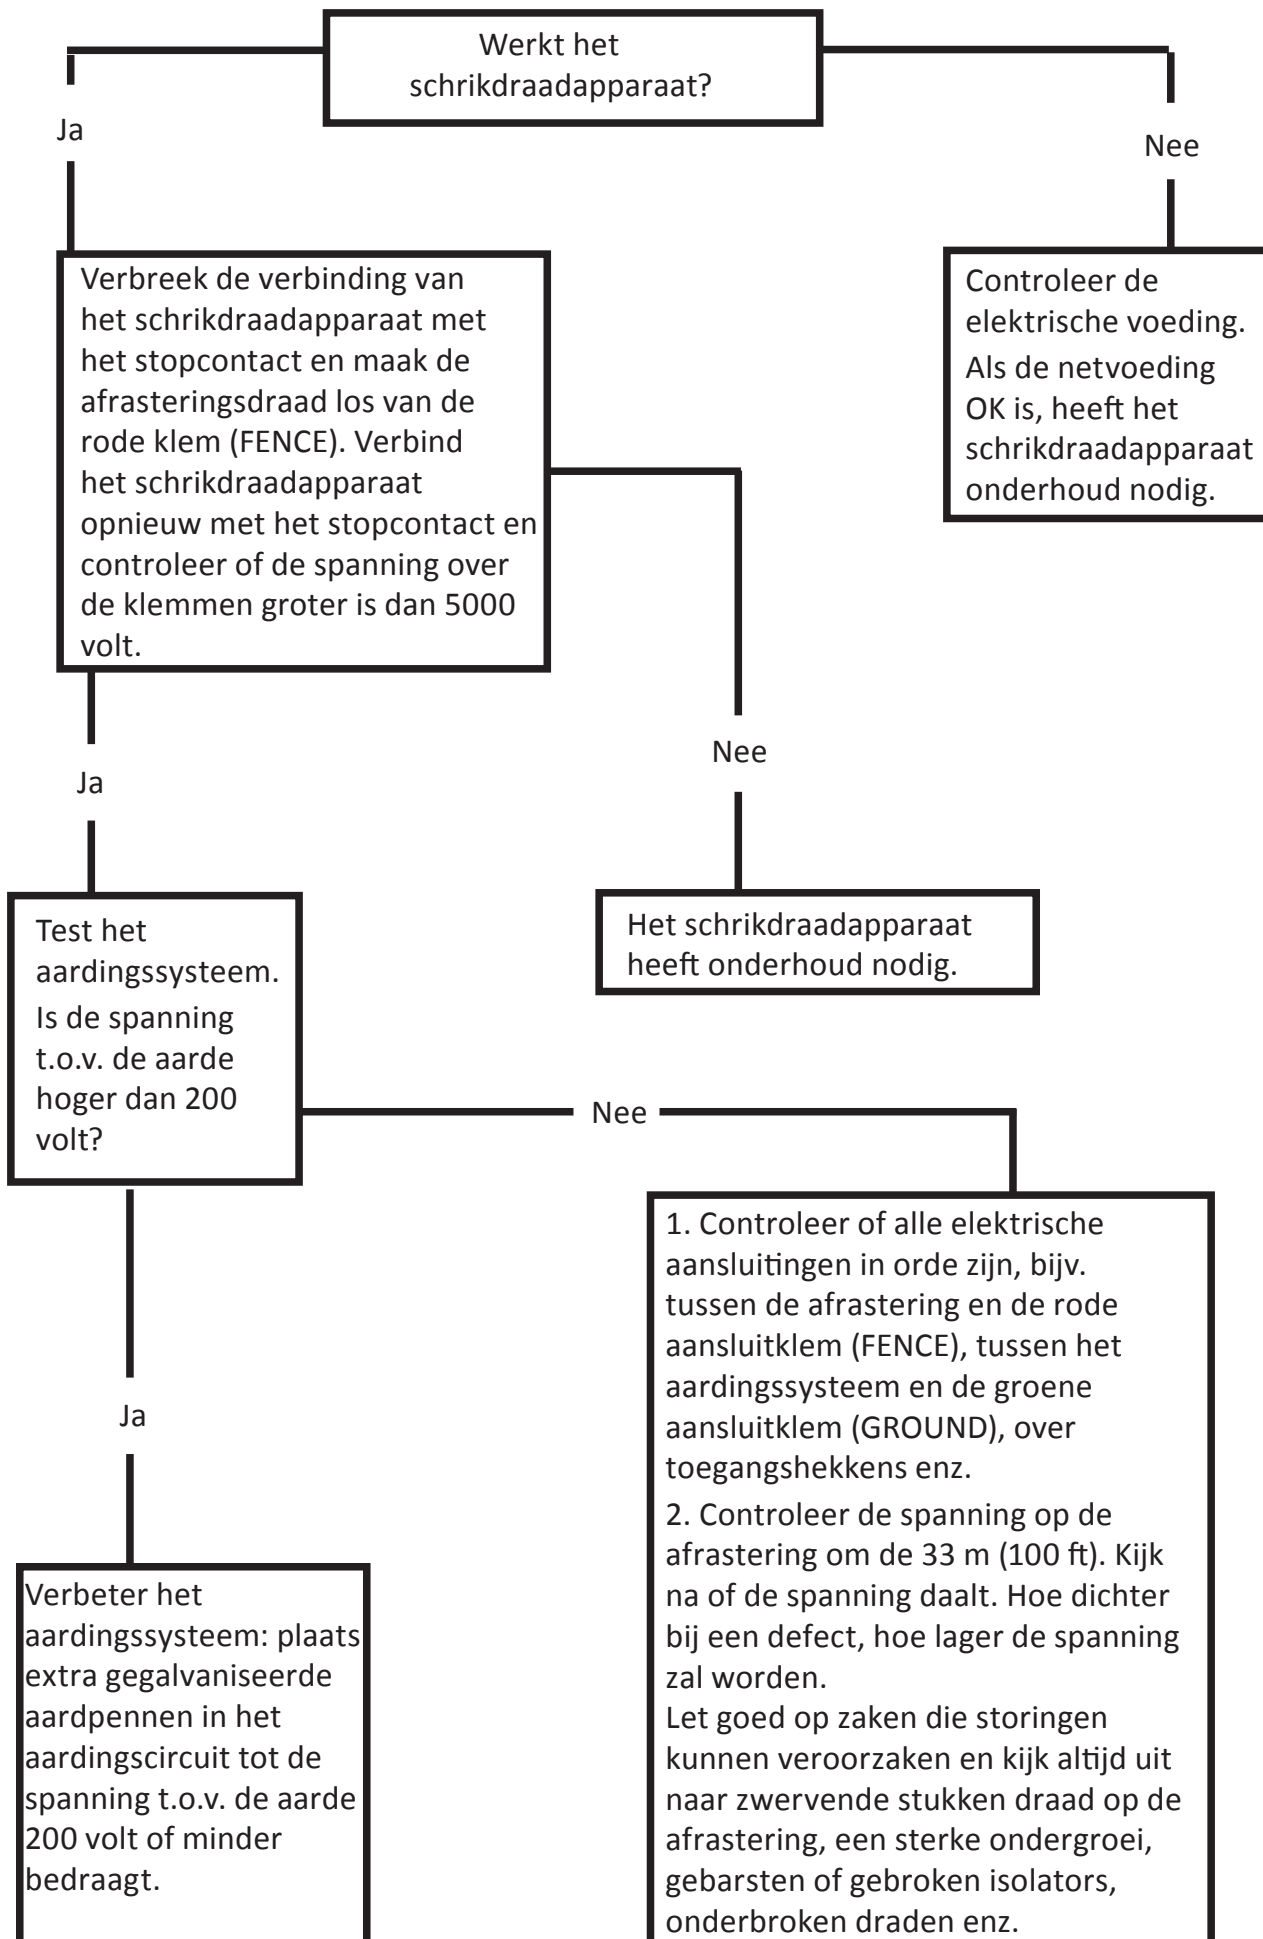 Werkt het
schrikdraadapparaat?
Ja
Nee
Verbreek de verbinding van
het schrikdraadapparaat met
het stopcontact en maak de
afrasteringsdraad los van de
rode klem (FENCE). Verbind
het schrikdraadapparaat
opnieuw met het stopcontact en
controleer of de spanning over
de klemmen groter is dan 5000
volt.
Controleer de
elektrische voeding.
Als de netvoeding
OK is, heeft het
schrikdraadapparaat
onderhoud nodig.
Ja
Nee
Test het
aardingssysteem.
Is de spanning
t.o.v. de aarde
hoger dan 200
volt?
Het schrikdraadapparaat
heeft onderhoud nodig.
Nee
Ja
1. Controleer of alle elektrische
aansluitingen in orde zijn, bijv.
tussen de afrastering en de rode
aansluitklem (FENCE), tussen het
aardingssysteem en de groene
aansluitklem (GROUND), over
toegangshekkens enz.
2. Controleer de spanning op de
afrastering om de 33 m (100 ft). Kijk
na of de spanning daalt. Hoe dichter
bij een defect, hoe lager de spanning
zal worden.
Let goed op zaken die storingen
kunnen veroorzaken en kijk altijd uit
naar zwervende stukken draad op de
afrastering, een sterke ondergroei,
gebarsten of gebroken isolators,
onderbroken draden enz.
Verbeter het
aardingssysteem: plaats
extra gegalvaniseerde
aardpennen in het
aardingscircuit tot de
spanning t.o.v. de aarde
200 volt of minder
bedraagt.